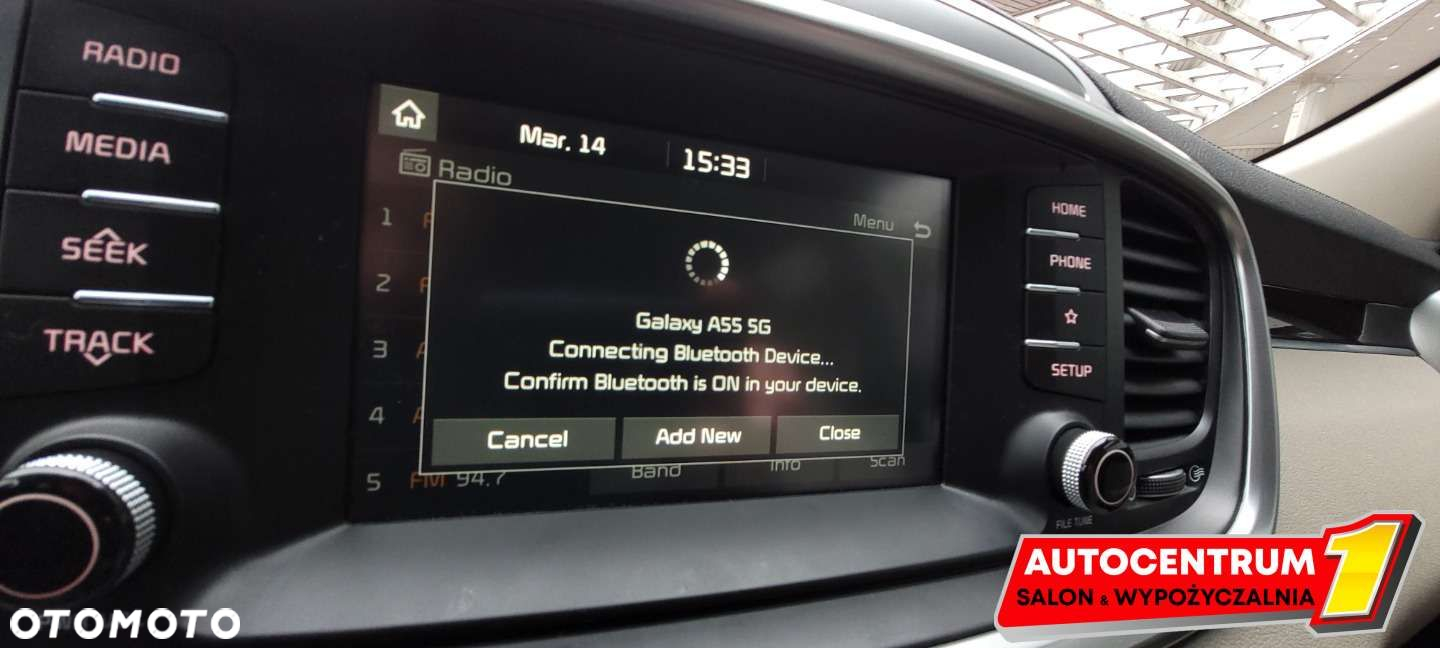 RADIO
MEDIA
SEEK
TRACK
Mar. 14
15:33
Radio
Menu
1
2
3
4
5 FM 94.7
Galaxy A55 5G
Connecting Bluetooth Device...
Confirm Bluetooth is ON in your device.
Cancel
Add New
Close
Band
Info
Scan
HOME
PHONE
SETUP
FILE TUNE
AUTOCENTRUM 1
SALON & WYPOŻYCZALNIA
OTOMOTO